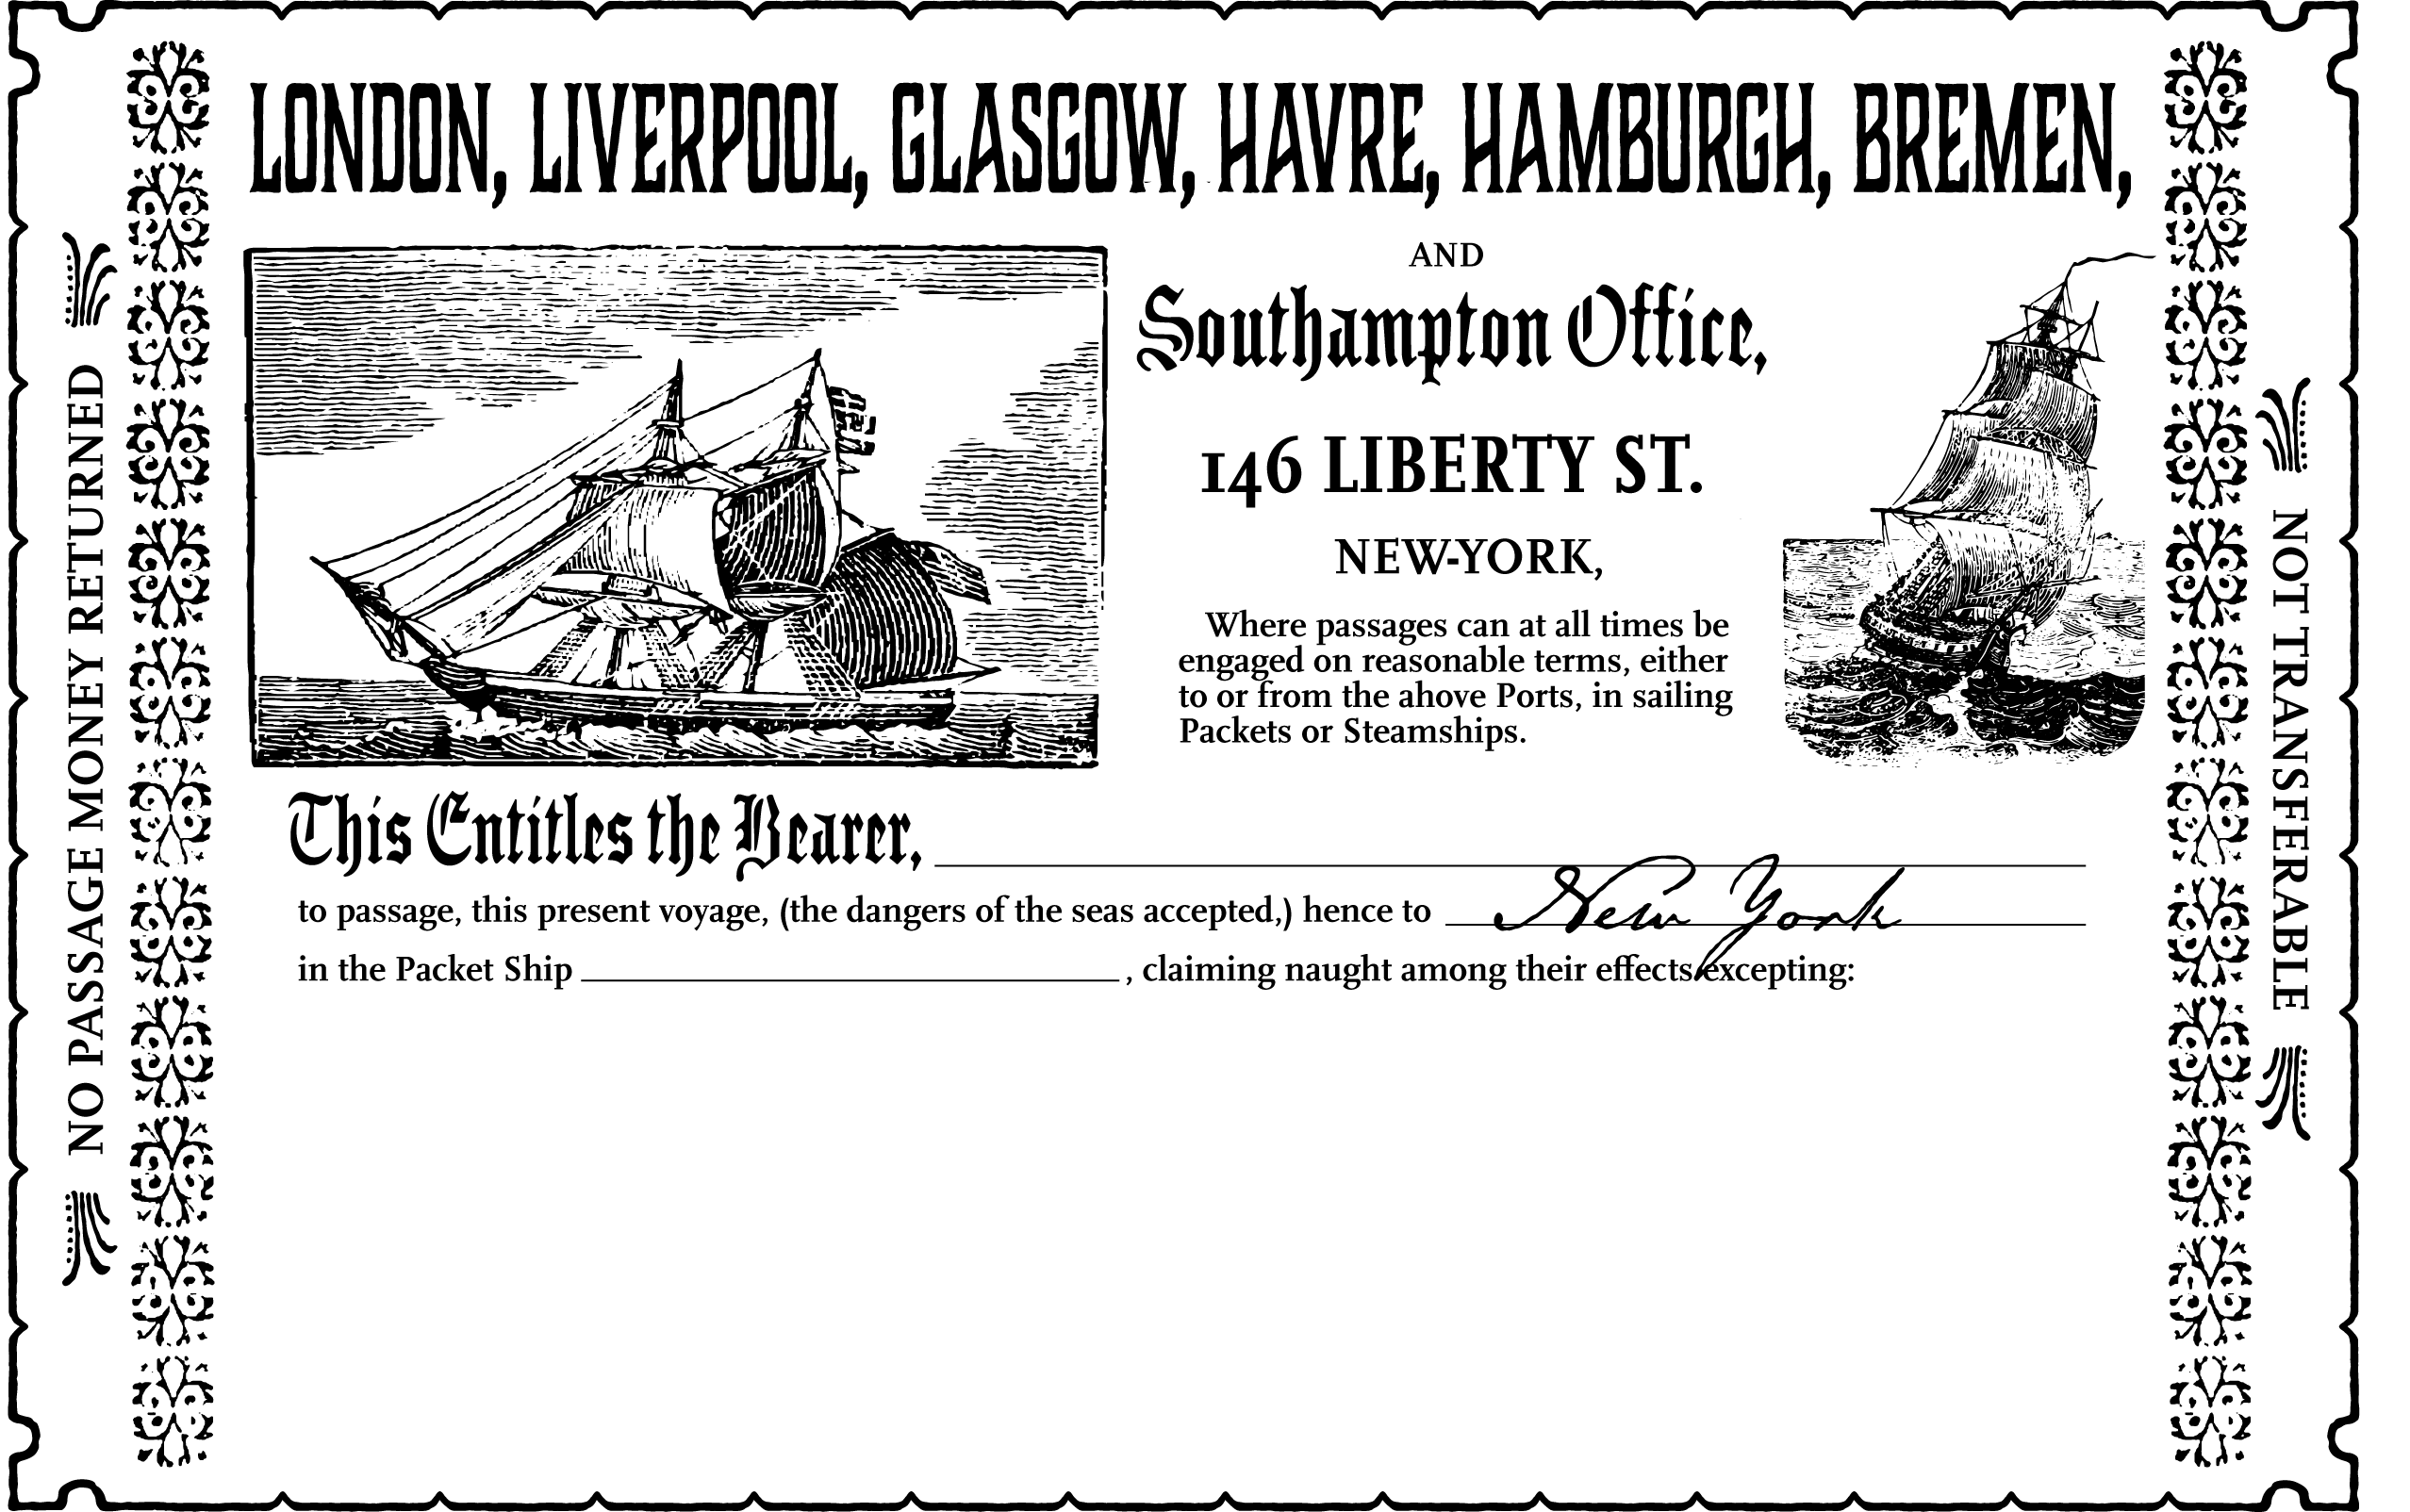 LONDON, LIVERPOOL, GLASGOW, HAVRE, HAMBURGH, BREMEN,
AND
Southampton Office,
146 LIBERTY ST.
NEW-YORK,
Where passages can at all times be
engaged on reasonable terms, either
to or from the ahove Ports, in sailing
Packets or Steamships.
This Entitles the Bearer,
to passage, this present voyage, (the dangers of the seas accepted,) hence to New York
in the Packet Ship , claiming naught among their effects excepting:
NO PASSAGE MONEY RETURNED
NOT TRANSFERABLE